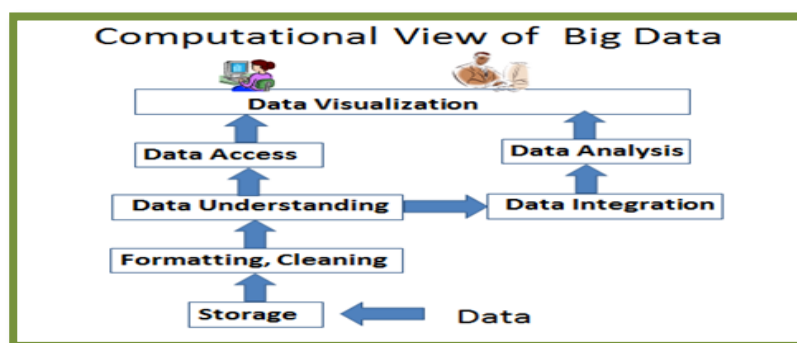 Computational View of Big Data
Data Visualization
Data Access
Data Analysis
Data Understanding
Data Integration
Formatting, Cleaning
Storage
Data